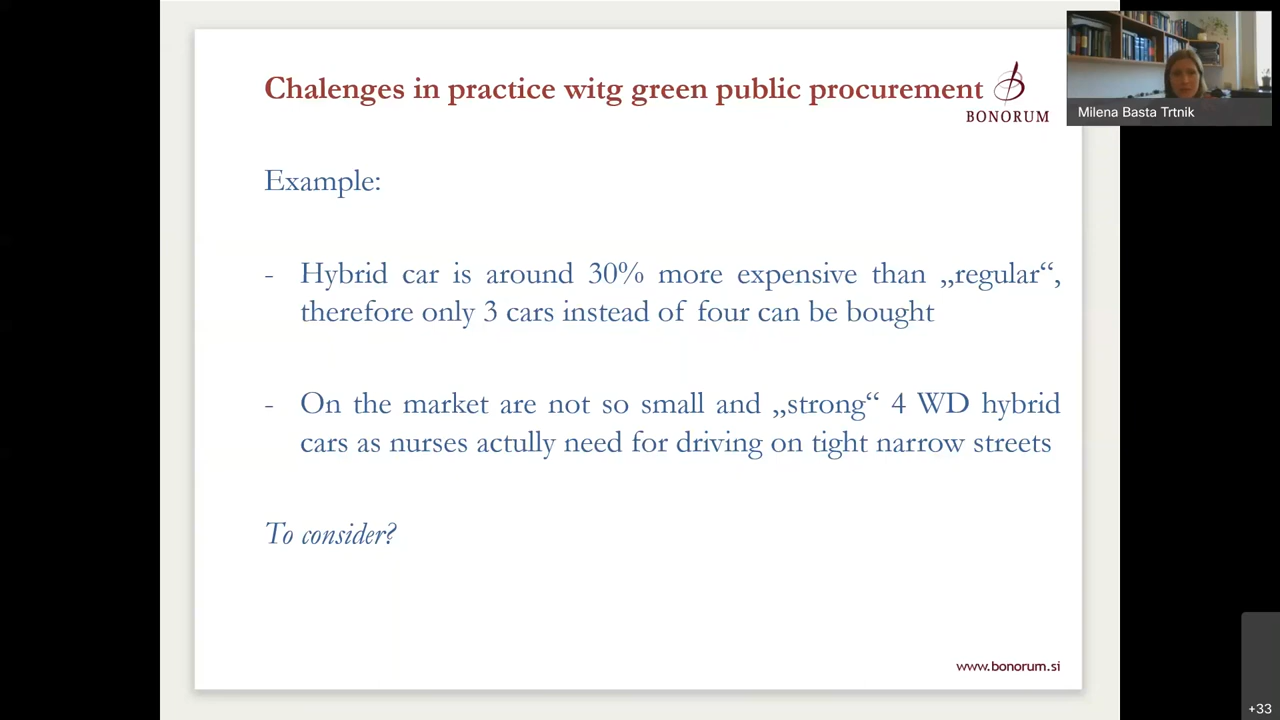 Chalenges in practice witg green public procurement
BONORUM
Milena Basta Trtnik
Example:
- Hybrid car is around 30% more expensive than „regular“,
therefore only 3 cars instead of four can be bought
- On the market are not so small and „strong“ 4 WD hybrid
cars as nurses actully need for driving on tight narrow streets
To consider?
www.bonorum.si
+33